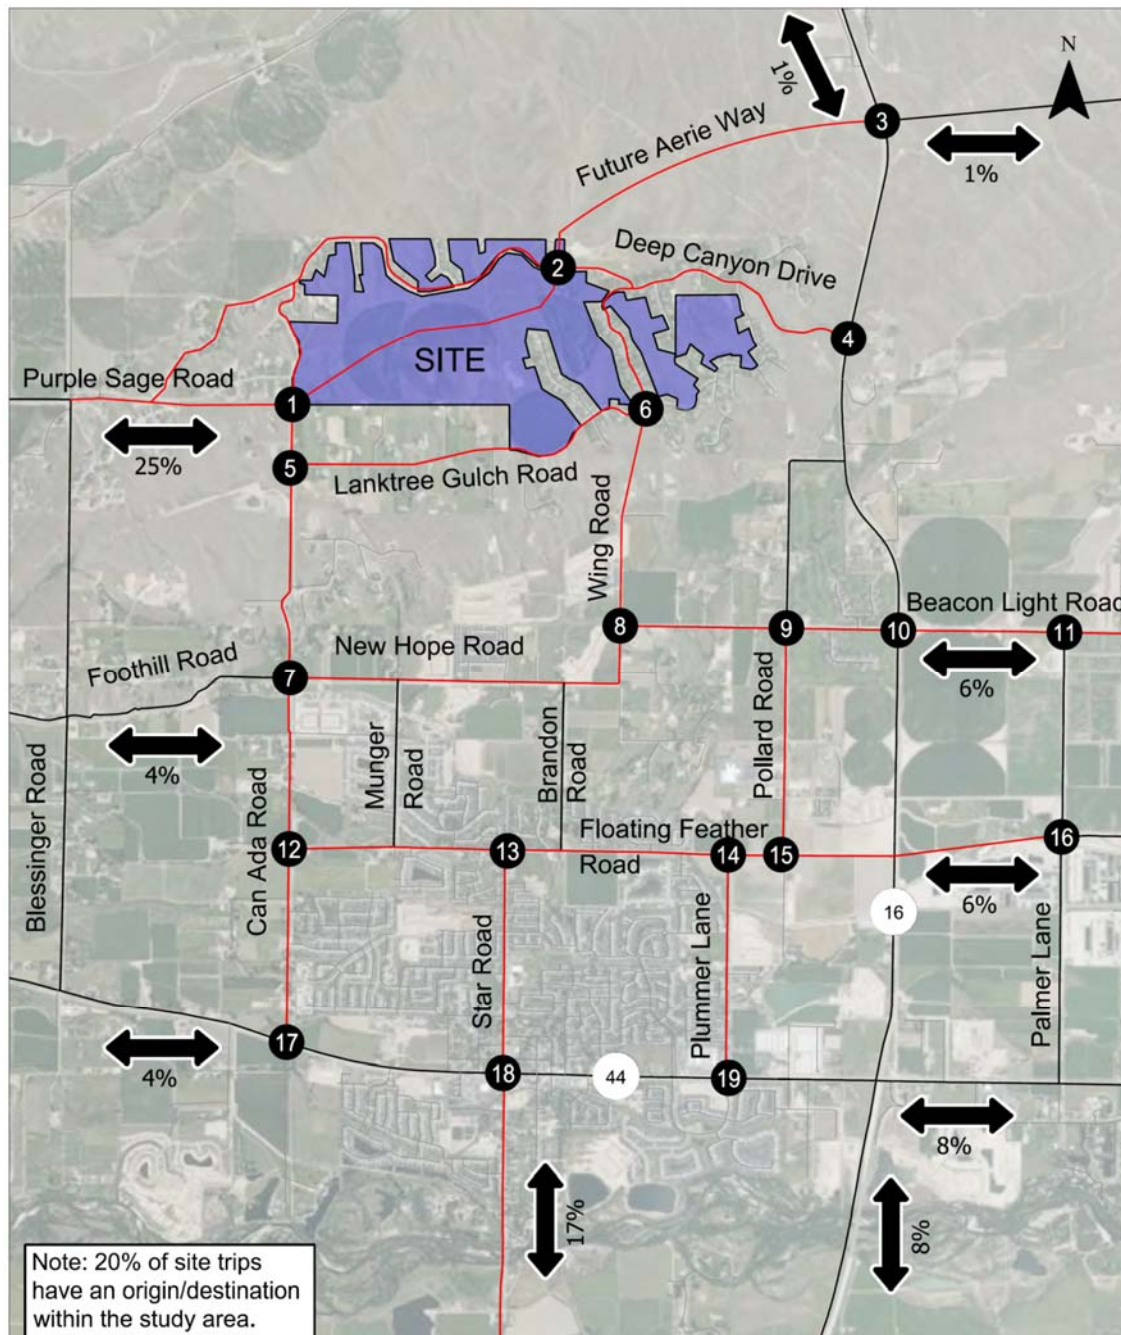 1%
N
3
Future Aerie Way
1%
2
Deep Canyon Drive
4
SITE
Purple Sage Road
1
6
25%
5
Lanktree Gulch Road
Wing Road
8
9
10
Beacon Light Road
11
New Hope Road
Foothill Road
7
6%
4%
Blessinger Road
Can Ada Road
Munger
Road
Brandon
Road
Pollard Road
12
13
Floating Feather
Road
14
15
16
6%
16
Star Road
Plummer Lane
Palmer Lane
17
4%
18
44
19
8%
17%
8%
Note: 20% of site trips
have an origin/destination
within the study area.